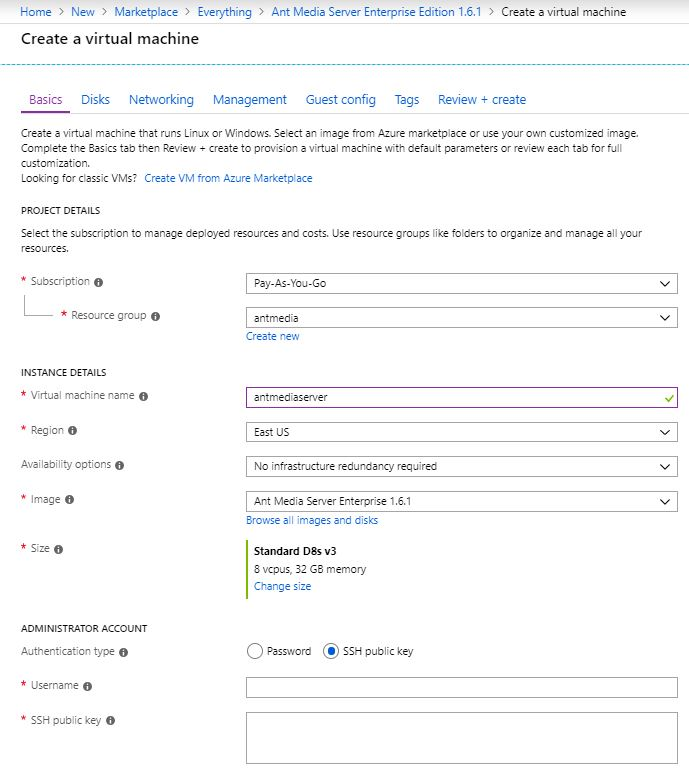 Home > New > Marketplace > Everything > Ant Media Server Enterprise Edition 1.6.1 > Create a virtual machine
Create a virtual machine
Basics Disks Networking Management Guest config Tags Review + create
Create a virtual machine that runs Linux or Windows. Select an image from Azure marketplace or use your own customized image.
Complete the Basics tab then Review + create to provision a virtual machine with default parameters or review each tab for full
customization.
Looking for classic VMs? Create VM from Azure Marketplace
PROJECT DETAILS
Select the subscription to manage deployed resources and costs. Use resource groups like folders to organize and manage all your
resources.
* Subscription Pay-As-You-Go
* Resource group antmedia
Create new
INSTANCE DETAILS
* Virtual machine name antmediaserver
* Region East US
Availability options No infrastructure redundancy required
* Image Ant Media Server Enterprise 1.6.1
Browse all images and disks
* Size Standard D8s v3
8 vcpus, 32 GB memory
Change size
ADMINISTRATOR ACCOUNT
Authentication type Password SSH public key
* Username
* SSH public key